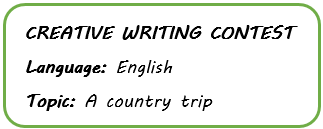 CREATIVE WRITING CONTEST
Language: English
Topic: A country trip